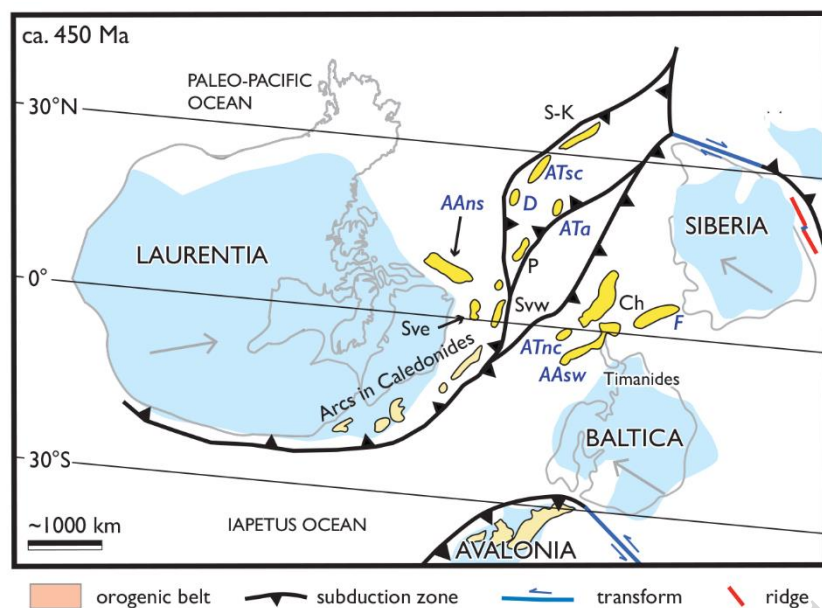 ca. 450 Ma
PALEO-PACIFIC
OCEAN
30°N
S-K
ATsc
AAns
D
ATa
SIBERIA
LAURENTIA
P
0°
Ch
Svw
F
Sve
ATnc
AAsw
Arcs in Caledonides
Timanides
BALTICA
30°S
~1000 km
IAPETUS OCEAN
AVALONIA
orogenic belt
subduction zone
transform
ridge